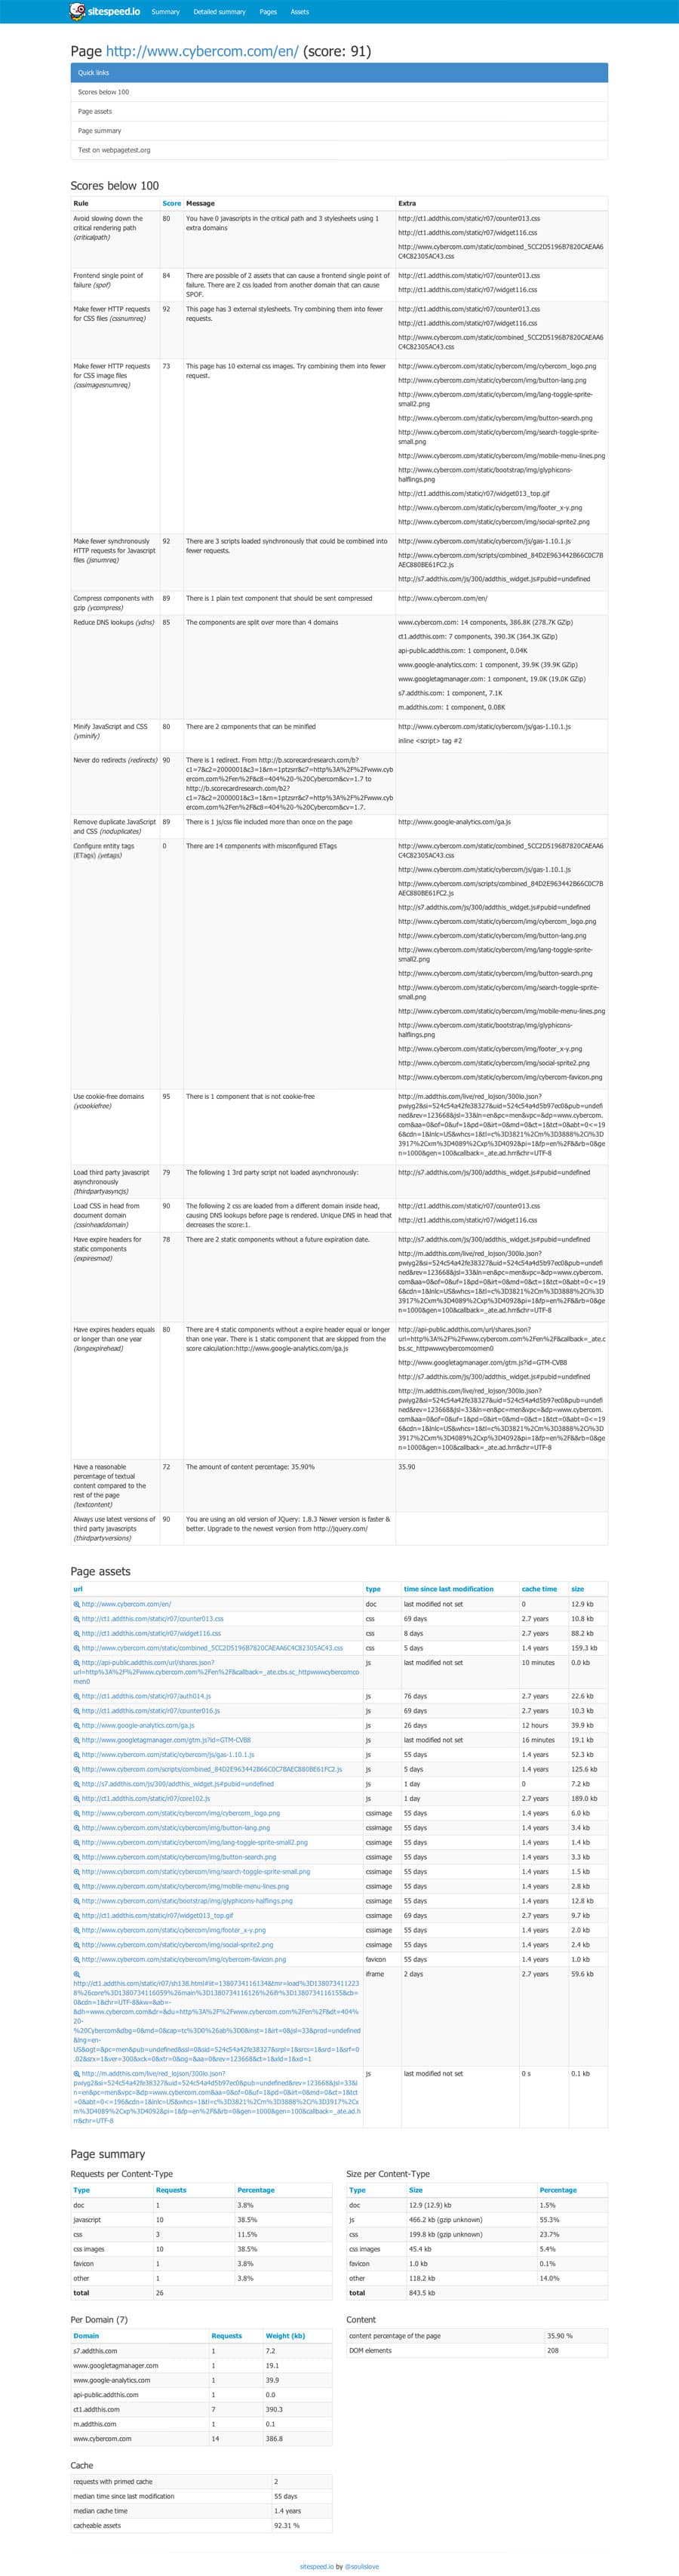 sitespeed.io Summary Detailed summary Pages Assets
Page http://www.cybercom.com/en/ (score: 91)
Quick links
Scores below 100
Page assets
Page summary
Test on webpagetest.org
Scores below 100
Rule Score Message Extra
Avoid slowing down the critical rendering path (criticalpath) 80 You have 0 javascripts in the critical path and 3 stylesheets using 1 extra domains
http://ct1.addthis.com/static/r07/counter013.css
http://ct1.addthis.com/static/r07/widget116.css
http://www.cybercom.com/static/combined_5CC2D5196B7820CAEAA6C4C82305AC43.css
Frontend single point of failure (spof) 84 There are possible of 2 assets that can cause a frontend single point of failure. There are 2 css loaded from another domain that can cause SPOF.
http://ct1.addthis.com/static/r07/counter013.css
http://ct1.addthis.com/static/r07/widget116.css
Make fewer HTTP requests for CSS files (cssnumreq) 92 This page has 3 external stylesheets. Try combining them into fewer requests.
http://ct1.addthis.com/static/r07/counter013.css
http://ct1.addthis.com/static/r07/widget116.css
http://www.cybercom.com/static/combined_5CC2D5196B7820CAEAA6C4C82305AC43.css
Make fewer HTTP requests for CSS image files (cssimagesnumreq) 73 This page has 10 external css images. Try combining them into fewer request.
http://www.cybercom.com/static/cybercom/img/cybercom_logo.png
http://www.cybercom.com/static/cybercom/img/button-lang.png
http://www.cybercom.com/static/cybercom/img/lang-toggle-sprite-small2.png
http://www.cybercom.com/static/cybercom/img/button-search.png
http://www.cybercom.com/static/cybercom/img/search-toggle-sprite-small.png
http://www.cybercom.com/static/cybercom/img/mobile-menu-lines.png
http://www.cybercom.com/static/bootstrap/img/glyphicons-halflings.png
http://ct1.addthis.com/static/r07/widget013_top.gif
http://www.cybercom.com/static/cybercom/img/footer_x-y.png
http://www.cybercom.com/static/cybercom/img/social-sprite2.png
Make fewer synchronously HTTP requests for Javascript files (jsnumreq) 92 There are 3 scripts loaded synchronously that could be combined into fewer requests.
http://www.cybercom.com/static/cybercom/js/gas-1.10.1.js
http://www.cybercom.com/scripts/combined_84D2E963442B66C0C7BAEC880BE61FC2.js
http://s7.addthis.com/js/300/addthis_widget.js#pubid=undefined
Compress components with gzip (ycompress) 89 There is 1 plain text component that should be sent compressed http://www.cybercom.com/en/
Reduce DNS lookups (ydns) 85 The components are split over more than 4 domains
www.cybercom.com: 14 components, 386.8K (278.7K GZip)
ct1.addthis.com: 7 components, 390.3K (364.3K GZip)
api-public.addthis.com: 1 component, 0.04K
www.google-analytics.com: 1 component, 39.9K (39.9K GZip)
www.googletagmanager.com: 1 component, 19.0K (19.0K GZip)
s7.addthis.com: 1 component, 7.1K
m.addthis.com: 1 component, 0.08K
Minify JavaScript and CSS (yminify) 80 There are 2 components that can be minified
http://www.cybercom.com/static/cybercom/js/gas-1.10.1.js
inline <script> tag #2
Never do redirects (redirects) 90 There is 1 redirect. From http://b.scorecardresearch.com/b?
c1=7&c2=2000001&c3=1&rn=1ptzsrr&c7=http%3A%2F%2Fwww.cybercom.com%2Fen%2F&c8=404%20-%20Cybercom&cv=1.7 to
http://b.scorecardresearch.com/b2?
c1=7&c2=2000001&c3=1&rn=1ptzsrr&c7=http%3A%2F%2Fwww.cybercom.com%2Fen%2F&c8=404%20-%20Cybercom&cv=1.7.
Remove duplicate JavaScript and CSS (noduplicates) 89 There is 1 js/css file included more than once on the page http://www.google-analytics.com/ga.js
Configure entity tags (ETags) (yetags) 0 There are 14 components with misconfigured ETags
http://www.cybercom.com/static/combined_5CC2D5196B7820CAEAA6C4C82305AC43.css
http://www.cybercom.com/static/cybercom/js/gas-1.10.1.js
http://www.cybercom.com/scripts/combined_84D2E963442B66C0C7BAEC880BE61FC2.js
http://s7.addthis.com/js/300/addthis_widget.js#pubid=undefined
http://www.cybercom.com/static/cybercom/img/cybercom_logo.png
http://www.cybercom.com/static/cybercom/img/button-lang.png
http://www.cybercom.com/static/cybercom/img/lang-toggle-sprite-small2.png
http://www.cybercom.com/static/cybercom/img/button-search.png
http://www.cybercom.com/static/cybercom/img/search-toggle-sprite-small.png
http://www.cybercom.com/static/cybercom/img/mobile-menu-lines.png
http://www.cybercom.com/static/bootstrap/img/glyphicons-halflings.png
http://www.cybercom.com/static/cybercom/img/footer_x-y.png
http://www.cybercom.com/static/cybercom/img/social-sprite2.png
http://www.cybercom.com/static/cybercom/img/cybercom-favicon.png
Use cookie-free domains (ycookiefree) 95 There is 1 component that is not cookie-free
http://m.addthis.com/live/red_lojson/300lo.json?
Load third party javascript asynchronously (thirdpartyasyncjs) 79 The following 1 3rd party script not loaded asynchronously: http://s7.addthis.com/js/300/addthis_widget.js#pubid=undefined
Load CSS in head from document domain (cssinheaddomain) 90 The following 2 css are loaded from a different domain inside head, causing DNS lookups before page is rendered. Unique DNS in head that decreases the score:1.
http://ct1.addthis.com/static/r07/counter013.css
http://ct1.addthis.com/static/r07/widget116.css
Have expire headers for static components (expiresmod) 78 There are 2 static components without a future expiration date.
http://s7.addthis.com/js/300/addthis_widget.js#pubid=undefined
http://m.addthis.com/live/red_lojson/300lo.json?
Have expires headers equals or longer than one year (longexpirehead) 80 There are 4 static components without a expire header equal or longer than one year. There is 1 static component that are skipped from the score calculation:http://www.google-analytics.com/ga.js
http://api-public.addthis.com/url/shares.json?
url=http%3A%2F%2Fwww.cybercom.com%2Fen%2F&callback=_ate.cbs.sc_httpwwwcybercomcomen0
http://www.googletagmanager.com/gtm.js?id=GTM-CVB8
http://s7.addthis.com/js/300/addthis_widget.js#pubid=undefined
http://m.addthis.com/live/red_lojson/300lo.json?
Have a reasonable percentage of textual content compared to the rest of the page (textcontent) 72 The amount of content percentage: 35.90% 35.90
Always use latest versions of third party javascripts (thirdpartyversions) 90 You are using an old version of JQuery: 1.8.3 Newer version is faster & better. Upgrade to the newest version from http://jquery.com/
Page assets
url type time since last modification cache time size
http://www.cybercom.com/en/ doc last modified not set 0 12.9 kb
http://ct1.addthis.com/static/r07/counter013.css css 69 days 2.7 years 10.8 kb
http://ct1.addthis.com/static/r07/widget116.css css 8 days 2.7 years 88.2 kb
http://www.cybercom.com/static/combined_5CC2D5196B7820CAEAA6C4C82305AC43.css css 5 days 1.4 years 159.3 kb
http://api-public.addthis.com/url/shares.json?
url=http%3A%2F%2Fwww.cybercom.com%2Fen%2F&callback=_ate.cbs.sc_httpwwwcybercomcomen0 js last modified not set 10 minutes 0.0 kb
http://ct1.addthis.com/static/r07/auth014.js js 76 days 2.7 years 22.6 kb
http://ct1.addthis.com/static/r07/counter016.js js 69 days 2.7 years 10.3 kb
http://www.google-analytics.com/ga.js js 26 days 12 hours 39.9 kb
http://www.googletagmanager.com/gtm.js?id=GTM-CVB8 js last modified not set 16 minutes 19.1 kb
http://www.cybercom.com/static/cybercom/js/gas-1.10.1.js js 55 days 1.4 years 52.3 kb
http://www.cybercom.com/scripts/combined_84D2E963442B66C0C7BAEC880BE61FC2.js js 5 days 1.4 years 125.6 kb
http://s7.addthis.com/js/300/addthis_widget.js#pubid=undefined js 1 day 0 7.2 kb
http://ct1.addthis.com/static/r07/core102.js js 1 day 2.7 years 189.0 kb
http://www.cybercom.com/static/cybercom/img/cybercom_logo.png cssimage 55 days 1.4 years 6.0 kb
http://www.cybercom.com/static/cybercom/img/button-lang.png cssimage 55 days 1.4 years 3.4 kb
http://www.cybercom.com/static/cybercom/img/lang-toggle-sprite-small2.png cssimage 55 days 1.4 years 1.4 kb
http://www.cybercom.com/static/cybercom/img/button-search.png cssimage 55 days 1.4 years 3.3 kb
http://www.cybercom.com/static/cybercom/img/search-toggle-sprite-small.png cssimage 55 days 1.4 years 1.5 kb
http://www.cybercom.com/static/cybercom/img/mobile-menu-lines.png cssimage 55 days 1.4 years 2.8 kb
http://www.cybercom.com/static/bootstrap/img/glyphicons-halflings.png cssimage 55 days 1.4 years 12.8 kb
http://ct1.addthis.com/static/r07/widget013_top.gif cssimage 69 days 2.7 years 9.7 kb
http://www.cybercom.com/static/cybercom/img/footer_x-y.png cssimage 55 days 1.4 years 2.0 kb
http://www.cybercom.com/static/cybercom/img/social-sprite2.png cssimage 55 days 1.4 years 2.4 kb
http://www.cybercom.com/static/cybercom/img/cybercom-favicon.png favicon 55 days 1.4 years 1.0 kb
iframe 2 days 2.7 years 59.6 kb
http://m.addthis.com/live/red_lojson/300lo.json? js last modified not set 0 s 0.1 kb
Page summary
Requests per Content-Type
Type Requests Percentage
doc 1 3.8%
javascript 10 38.5%
css 3 11.5%
css images 10 38.5%
favicon 1 3.8%
other 1 3.8%
total 26
Size per Content-Type
Type Size Percentage
doc 12.9 (12.9) kb 1.5%
js 466.2 kb (gzip unknown) 55.3%
css 199.8 kb (gzip unknown) 23.7%
css images 45.4 kb 5.4%
favicon 1.0 kb 0.1%
other 118.2 kb 14.0%
total 843.5 kb
Per Domain (7)
Domain Requests Weight (kb)
s7.addthis.com 1 7.2
www.googletagmanager.com 1 19.1
www.google-analytics.com 1 39.9
api-public.addthis.com 1 0.0
ct1.addthis.com 7 390.3
m.addthis.com 1 0.1
www.cybercom.com 14 386.8
Content
content percentage of the page 35.90 %
DOM elements 208
Cache
requests with primed cache 2
median time since last modification 55 days
median cache time 1.4 years
cacheable assets 92.31 %
sitespeed.io by @soulislove